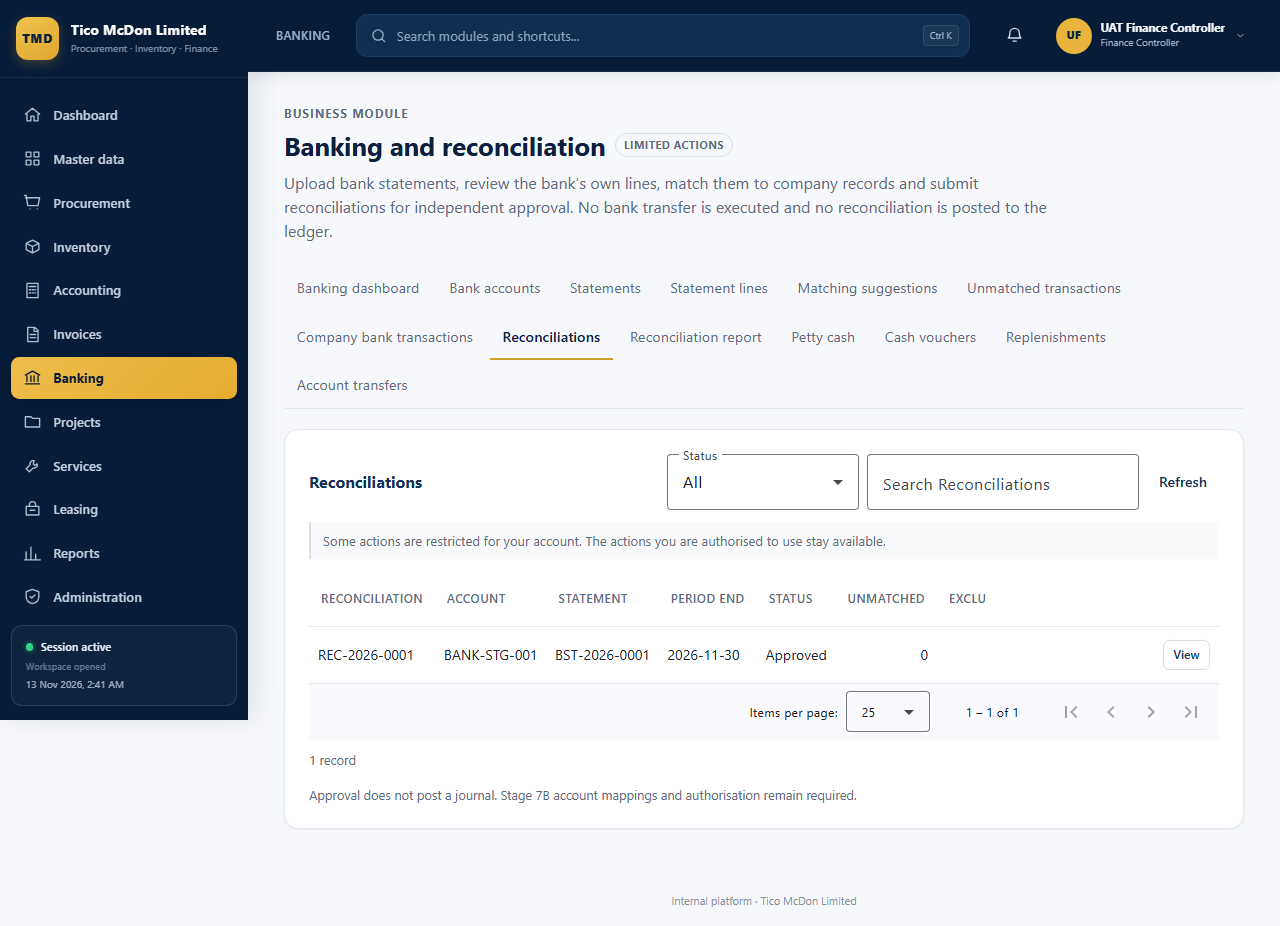 TMD
Tico McDon Limited
Procurement · Inventory · Finance
BANKING
Search modules and shortcuts...
Ctrl K
UF
UAT Finance Controller
Finance Controller
Dashboard
Master data
Procurement
Inventory
Accounting
Invoices
Banking
Projects
Services
Leasing
Reports
Administration
Session active
Workspace opened
13 Nov 2026, 2:41 AM
BUSINESS MODULE
Banking and reconciliation
LIMITED ACTIONS
Upload bank statements, review the bank’s own lines, match them to company records and submit
reconciliations for independent approval. No bank transfer is executed and no reconciliation is posted to the
ledger.
Banking dashboard Bank accounts Statements Statement lines Matching suggestions Unmatched transactions
Company bank transactions Reconciliations Reconciliation report Petty cash Cash vouchers Replenishments
Account transfers
Reconciliations
Status
All
Search Reconciliations
Refresh
Some actions are restricted for your account. The actions you are authorised to use stay available.
RECONCILIATION ACCOUNT STATEMENT PERIOD END STATUS UNMATCHED EXCLU
REC-2026-0001 BANK-STG-001 BST-2026-0001 2026-11-30 Approved 0 View
Items per page: 25 1 – 1 of 1
1 record
Approval does not post a journal. Stage 7B account mappings and authorisation remain required.
Internal platform · Tico McDon Limited